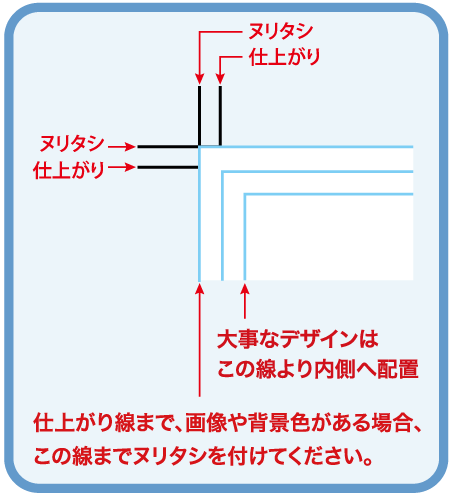 ヌリタシ
仕上がり
ヌリタシ
仕上がり
大事なデザインは
この線より内側へ配置
仕上がり線まで、画像や背景色がある場合、
この線までヌリタシを付けてください。